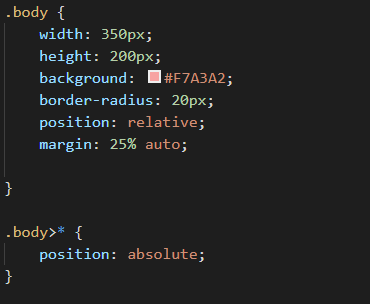 .body {
    width: 350px;
    height: 200px;
    background: #F7A3A2;
    border-radius: 20px;
    position: relative;
    margin: 25% auto;

}

.body>* {
    position: absolute;
}